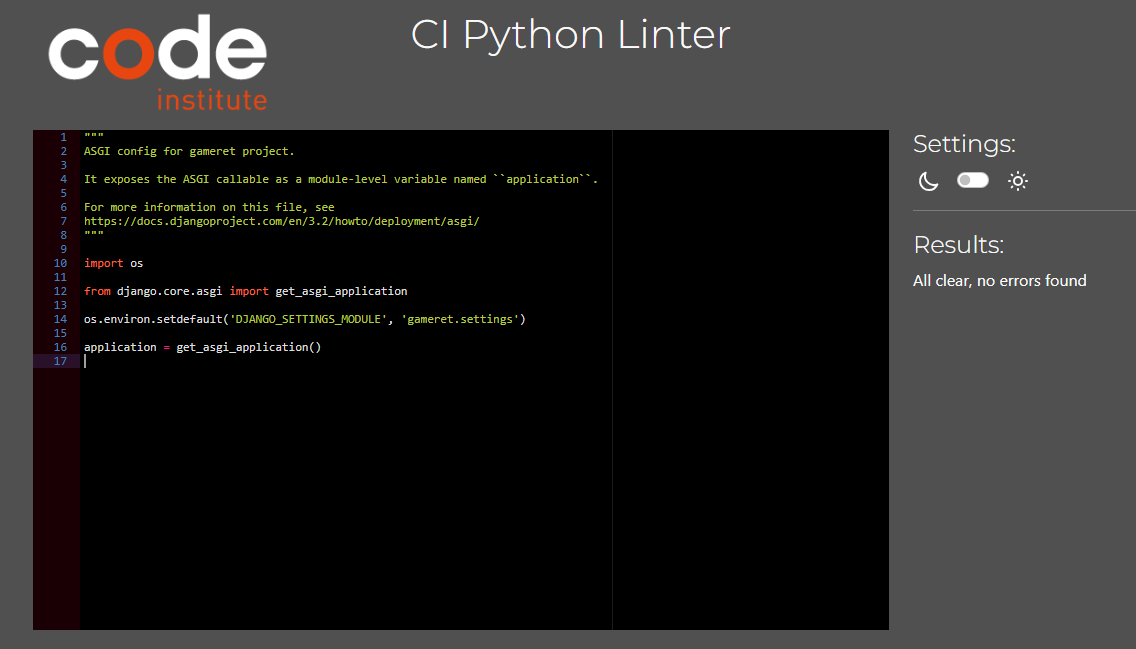 code
institute
CI Python Linter
1 """
2 ASGI config for gameret project.
3
4 It exposes the ASGI callable as a module-level variable named ``application``.
5
6 For more information on this file, see
7 https://docs.djangoproject.com/en/3.2/howto/deployment/asgi/
8 """
9
10 import os
11
12 from django.core.asgi import get_asgi_application
13
14 os.environ.setdefault('DJANGO_SETTINGS_MODULE', 'gameret.settings')
15
16 application = get_asgi_application()
17
Settings:
Results:
All clear, no errors found